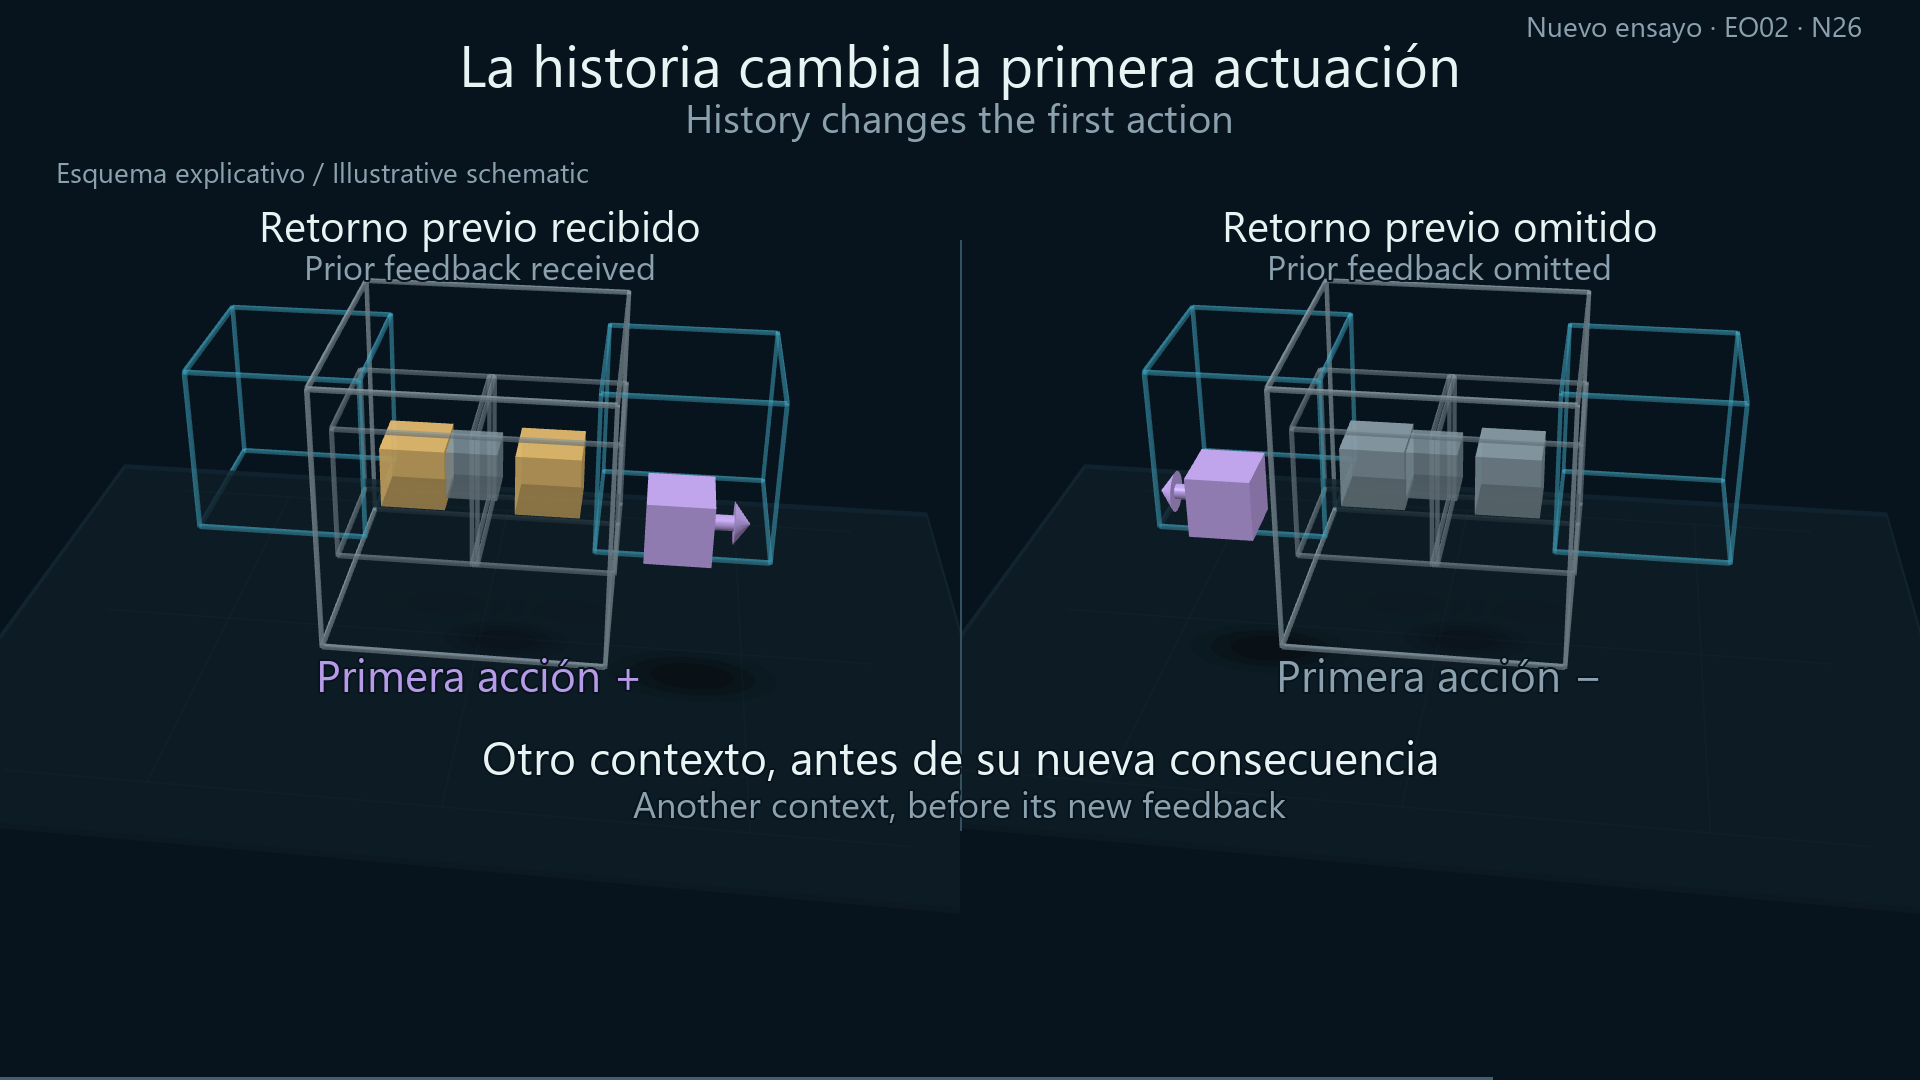 Nuevo ensayo · EO02 · N26
La historia cambia la primera actuación
History changes the first action
Esquema explicativo / Illustrative schematic
Retorno previo recibido
Prior feedback received
Retorno previo omitido
Prior feedback omitted
Primera acción +
Primera acción −
Otro contexto, antes de su nueva consecuencia
Another context, before its new feedback